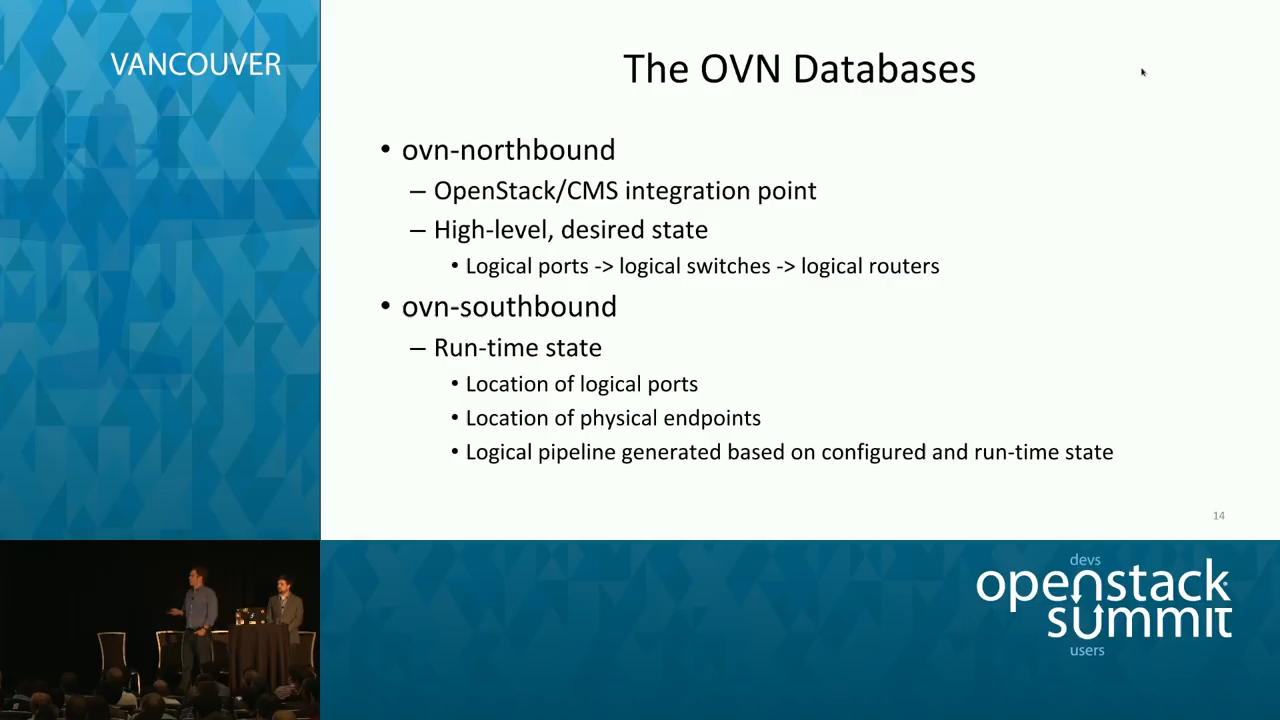 VANCOUVER
The OVN Databases
• ovn-northbound
– OpenStack/CMS integration point
– High-level, desired state
• Logical ports -> logical switches -> logical routers
• ovn-southbound
– Run-time state
• Location of logical ports
• Location of physical endpoints
• Logical pipeline generated based on configured and run-time state
14
devs
openstack
summit
users